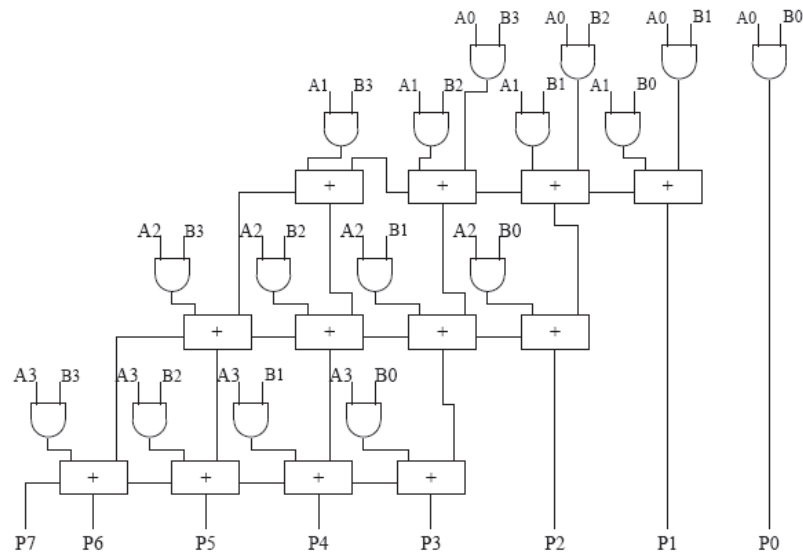 A0 B3 A0 B2 A0 B1 A0 B0
A1 B3 A1 B2 A1 B1 A1 B0
+ + + +
A2 B3 A2 B2 A2 B1 A2 B0
+ + + +
A3 B3 A3 B2 A3 B1 A3 B0
+ + + +
P7 P6 P5 P4 P3 P2 P1 P0